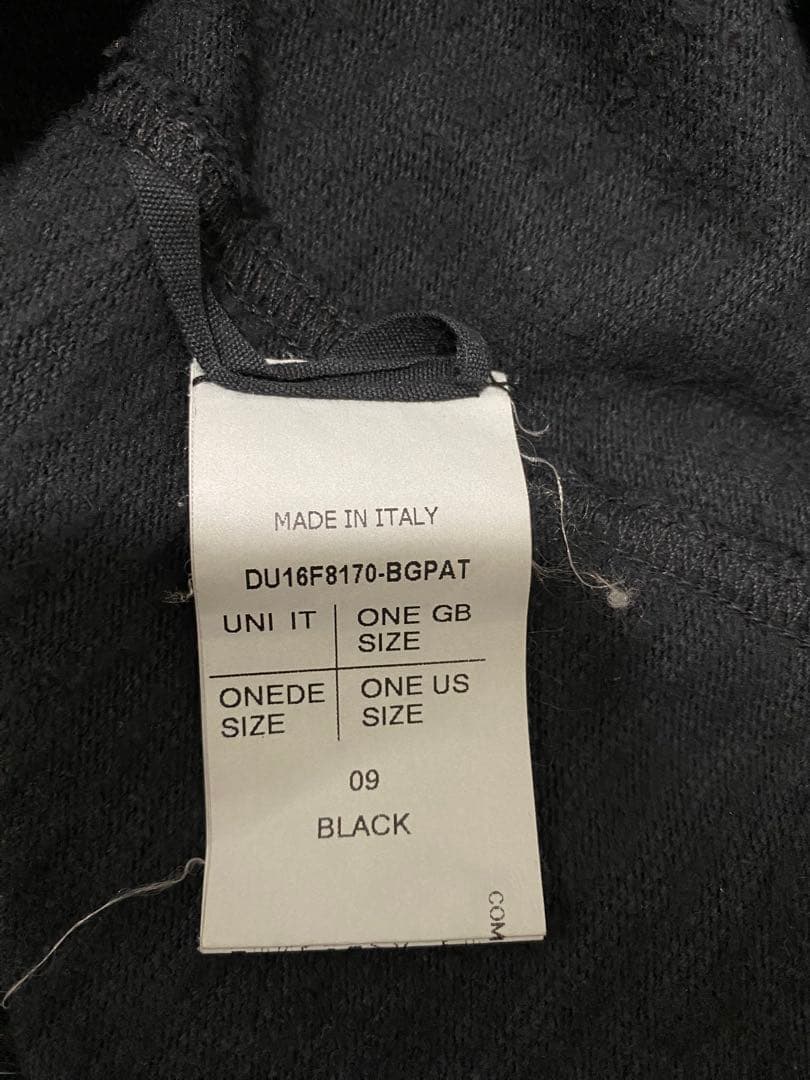 MADE IN ITALY
DU16F8170-BGPAT
UNI IT
ONE GB
SIZE
ONEDE
SIZE
ONE US
SIZE
09
BLACK
COM